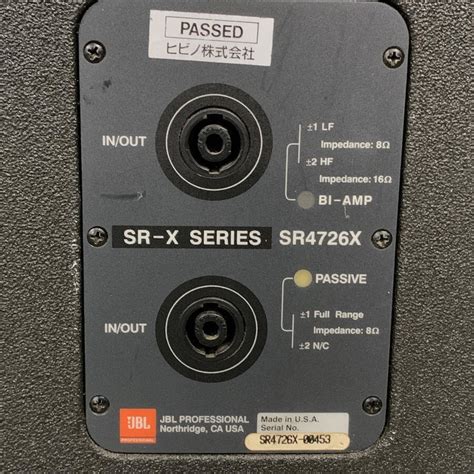 PASSED
ヒビノ株式会社
±1 LF
IN/OUT
Impedance: 8Ω
±2 HF
Impedance: 16Ω
BI-AMP
SR-X SERIES SR4726X
PASSIVE
IN/OUT
±1 Full Range
Impedance: 8Ω
±2 N/C
JBL
PROFESSIONAL
JBL PROFESSIONAL
Northridge, CA USA
Made in U.S.A.
Serial No.
SR4726X-00453